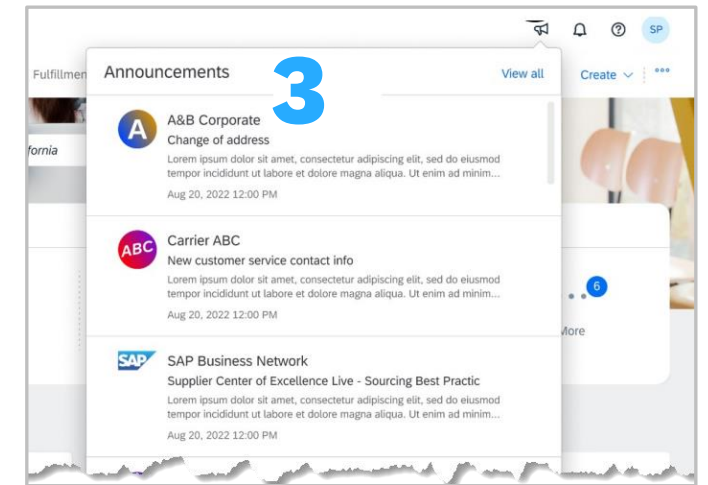 SP
Fulfillmen
Announcements
3
View all
Create
fornia
A
A&B Corporate
Change of address
Lorem ipsum dolor sit amet, consectetur adipiscing elit, sed do eiusmod
tempor incididunt ut labore et dolore magna aliqua. Ut enim ad minim...
Aug 20, 2022 12:00 PM
ABC
Carrier ABC
New customer service contact info
Lorem ipsum dolor sit amet, consectetur adipiscing elit, sed do eiusmod
tempor incididunt ut labore et dolore magna aliqua. Ut enim ad minim...
Aug 20, 2022 12:00 PM
6
More
SAP
SAP Business Network
Supplier Center of Excellence Live - Sourcing Best Practic
Lorem ipsum dolor sit amet, consectetur adipiscing elit, sed do eiusmod
tempor incididunt ut labore et dolore magna aliqua. Ut enim ad minim...
Aug 20, 2022 12:00 PM